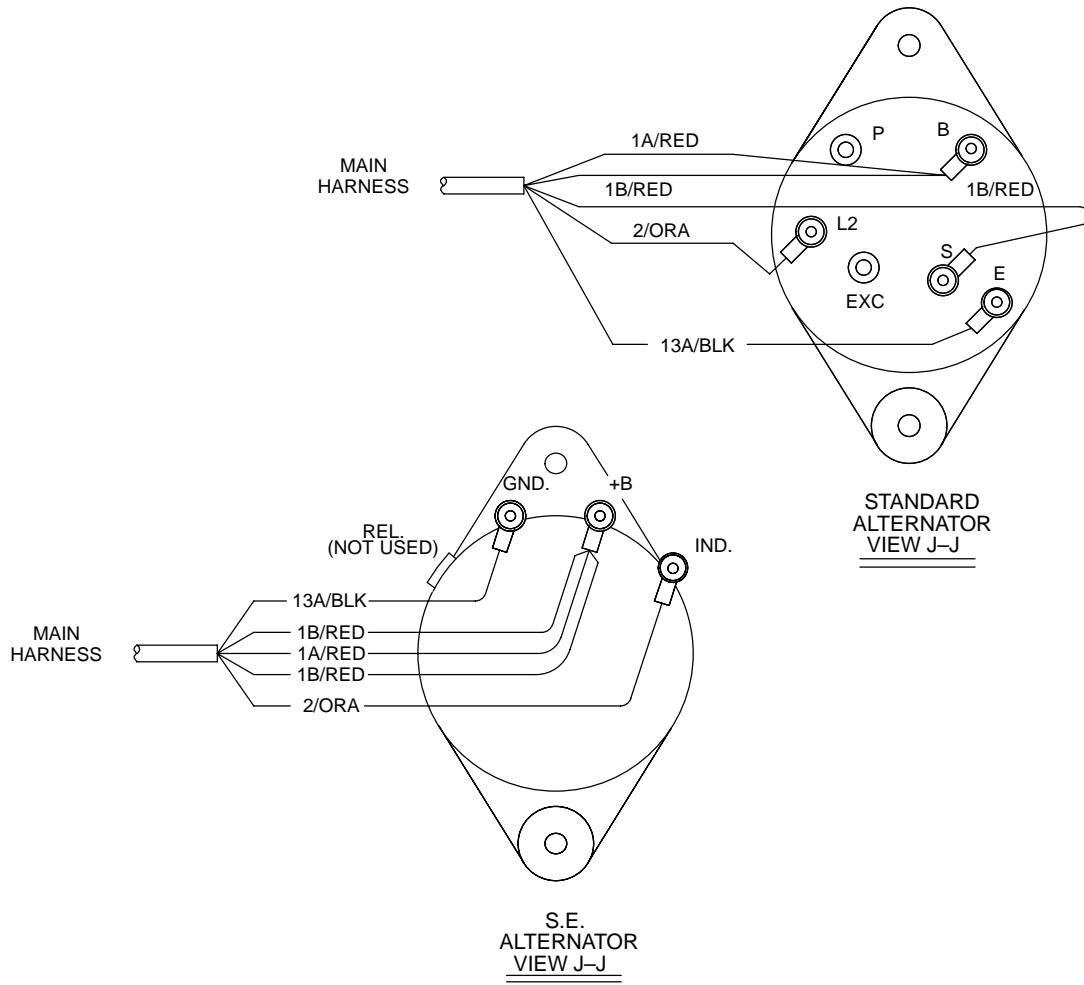 P
B
1A/RED
MAIN
HARNESS
1B/RED
1B/RED
L2
2/ORA
S
E
EXC
13A/BLK
STANDARD
ALTERNATOR
VIEW J–J
GND.
+B
REL.
(NOT USED)
IND.
13A/BLK
MAIN
HARNESS
1B/RED
1A/RED
1B/RED
2/ORA
S.E.
ALTERNATOR
VIEW J–J